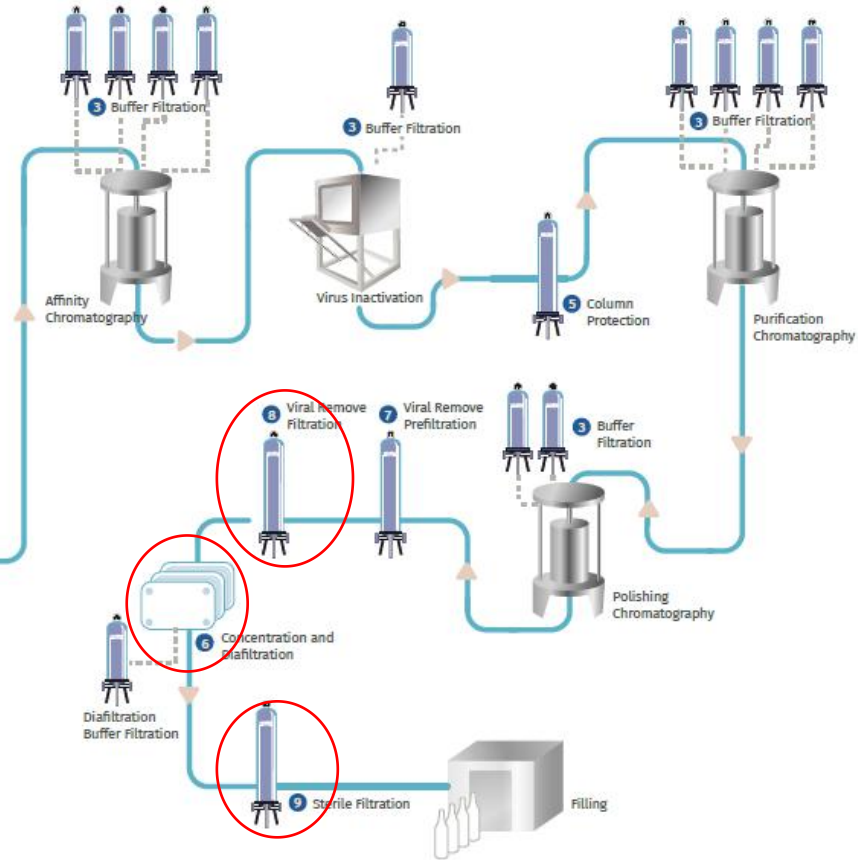 3 Buffer Filtration
3 Buffer Filtration
3 Buffer Filtration
Affinity
Chromatography
Virus Inactivation
5 Column
Protection
Purification
Chromatography
8 Viral Remove
Filtration
7 Viral Remove
Prefiltration
3 Buffer
Filtration
Polishing
Chromatography
6 Concentration and
Diafiltration
Diafiltration
Buffer Filtration
9 Sterile Filtration
Filling